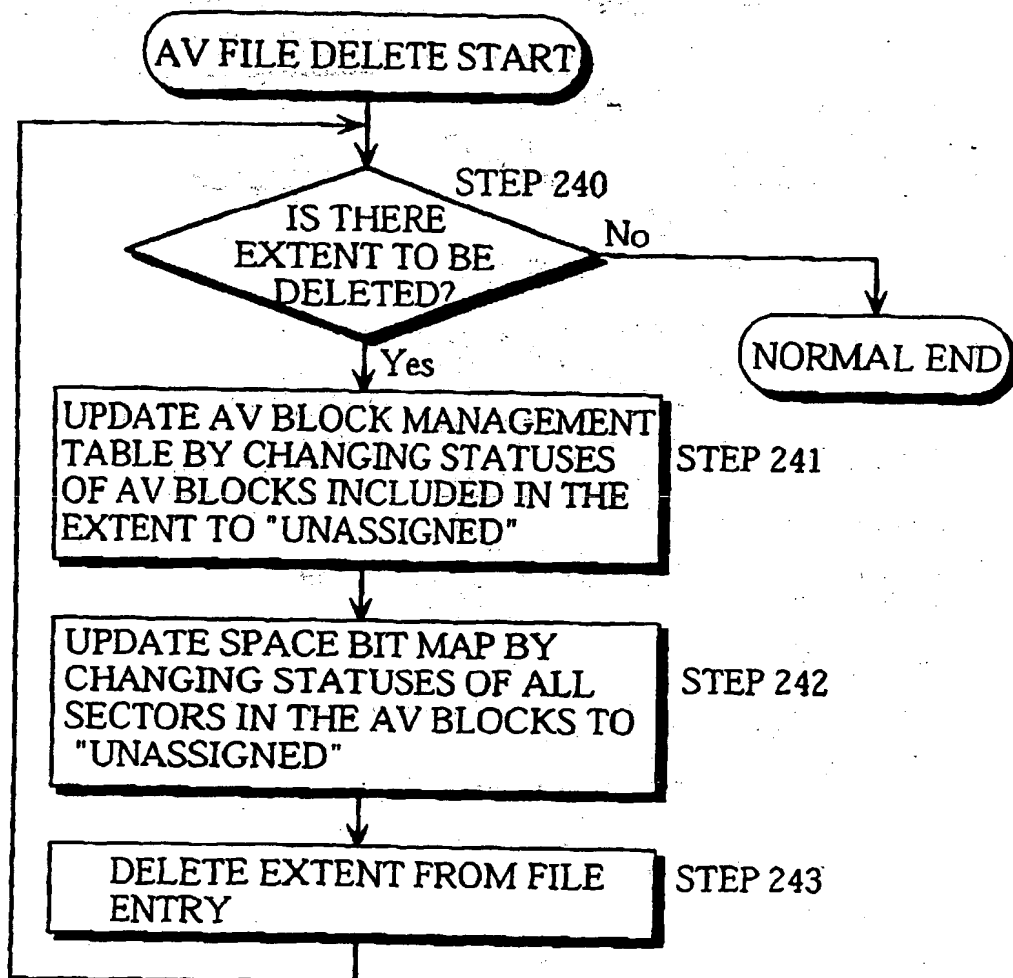 AV FILE DELETE START
STEP 240
IS THERE
EXTENT TO BE
DELETED?
No
Yes
NORMAL END
UPDATE AV BLOCK MANAGEMENT
TABLE BY CHANGING STATUSES
OF AV BLOCKS INCLUDED IN THE
EXTENT TO "UNASSIGNED"
STEP 241
UPDATE SPACE BIT MAP BY
CHANGING STATUSES OF ALL
SECTORS IN THE AV BLOCKS TO
"UNASSIGNED"
STEP 242
DELETE EXTENT FROM FILE
ENTRY
STEP 243